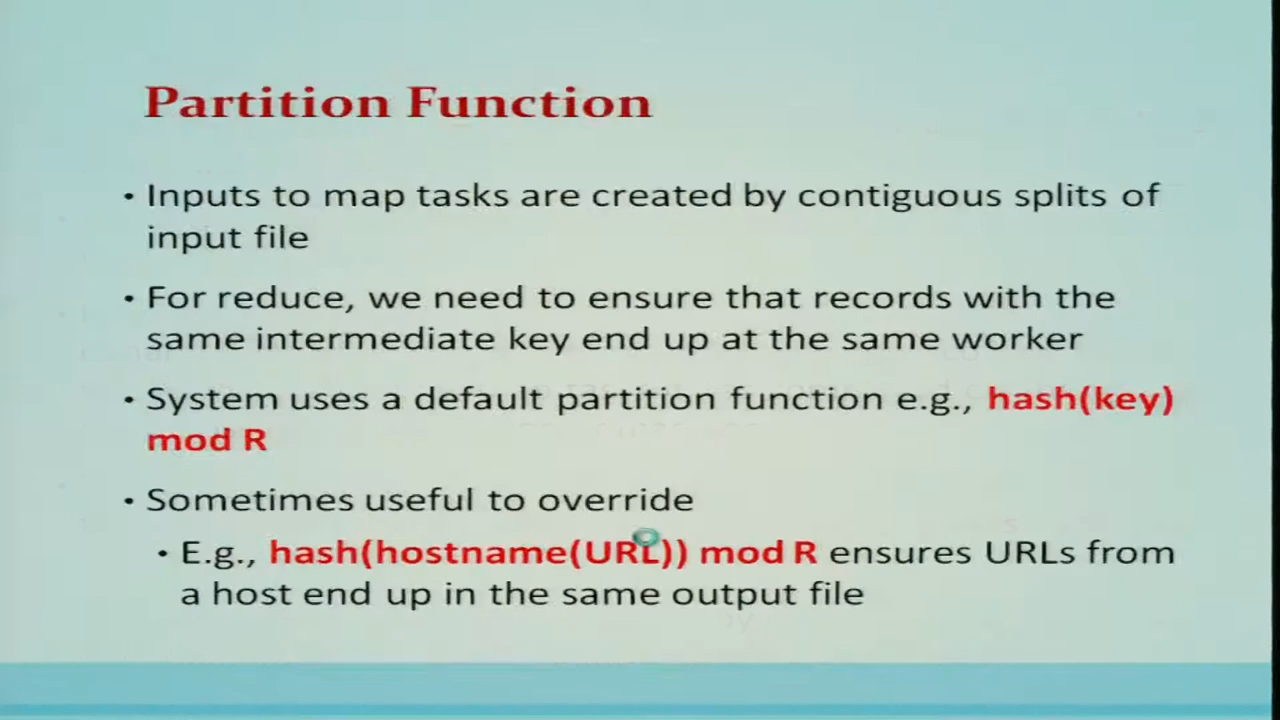 Partition Function
• Inputs to map tasks are created by contiguous splits of
input file
• For reduce, we need to ensure that records with the
same intermediate key end up at the same worker
• System uses a default partition function e.g., hash(key)
mod R
• Sometimes useful to override
• E.g., hash(hostname(URL)) mod R ensures URLs from
a host end up in the same output file